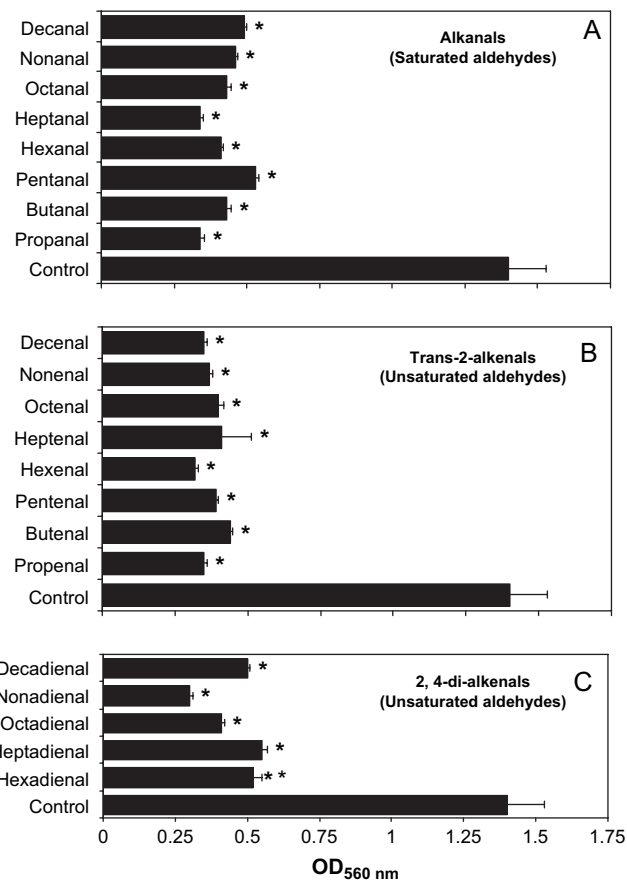 A
Alkanals
(Saturated aldehydes)
Decanal *
Nonanal *
Octanal *
Heptanal *
Hexanal *
Pentanal *
Butanal *
Propanal *
Control
B
Trans-2-alkenals
(Unsaturated aldehydes)
Decenal *
Nonenal *
Octenal *
Heptenal *
Hexenal *
Pentenal *
Butenal *
Propenal *
Control
C
2, 4-di-alkenals
(Unsaturated aldehydes)
Decadienal *
Nonadienal *
Octadienal *
eptadienal *
Hexadienal * *
Control
0 0.25 0.5 0.75 1 1.25 1.5 1.75
OD560 nm